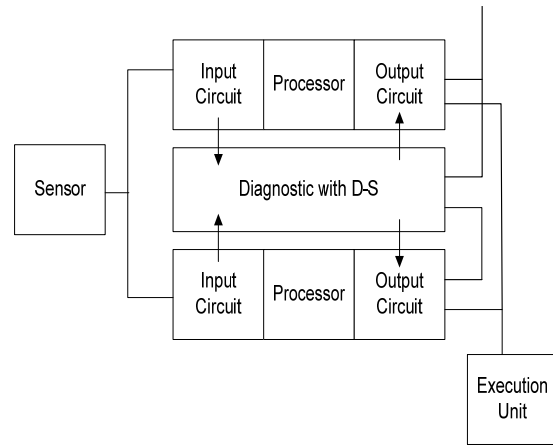 Input
Circuit
Processor
Output
Circuit
Sensor
Diagnostic with D-S
Input
Circuit
Processor
Output
Circuit
Execution
Unit